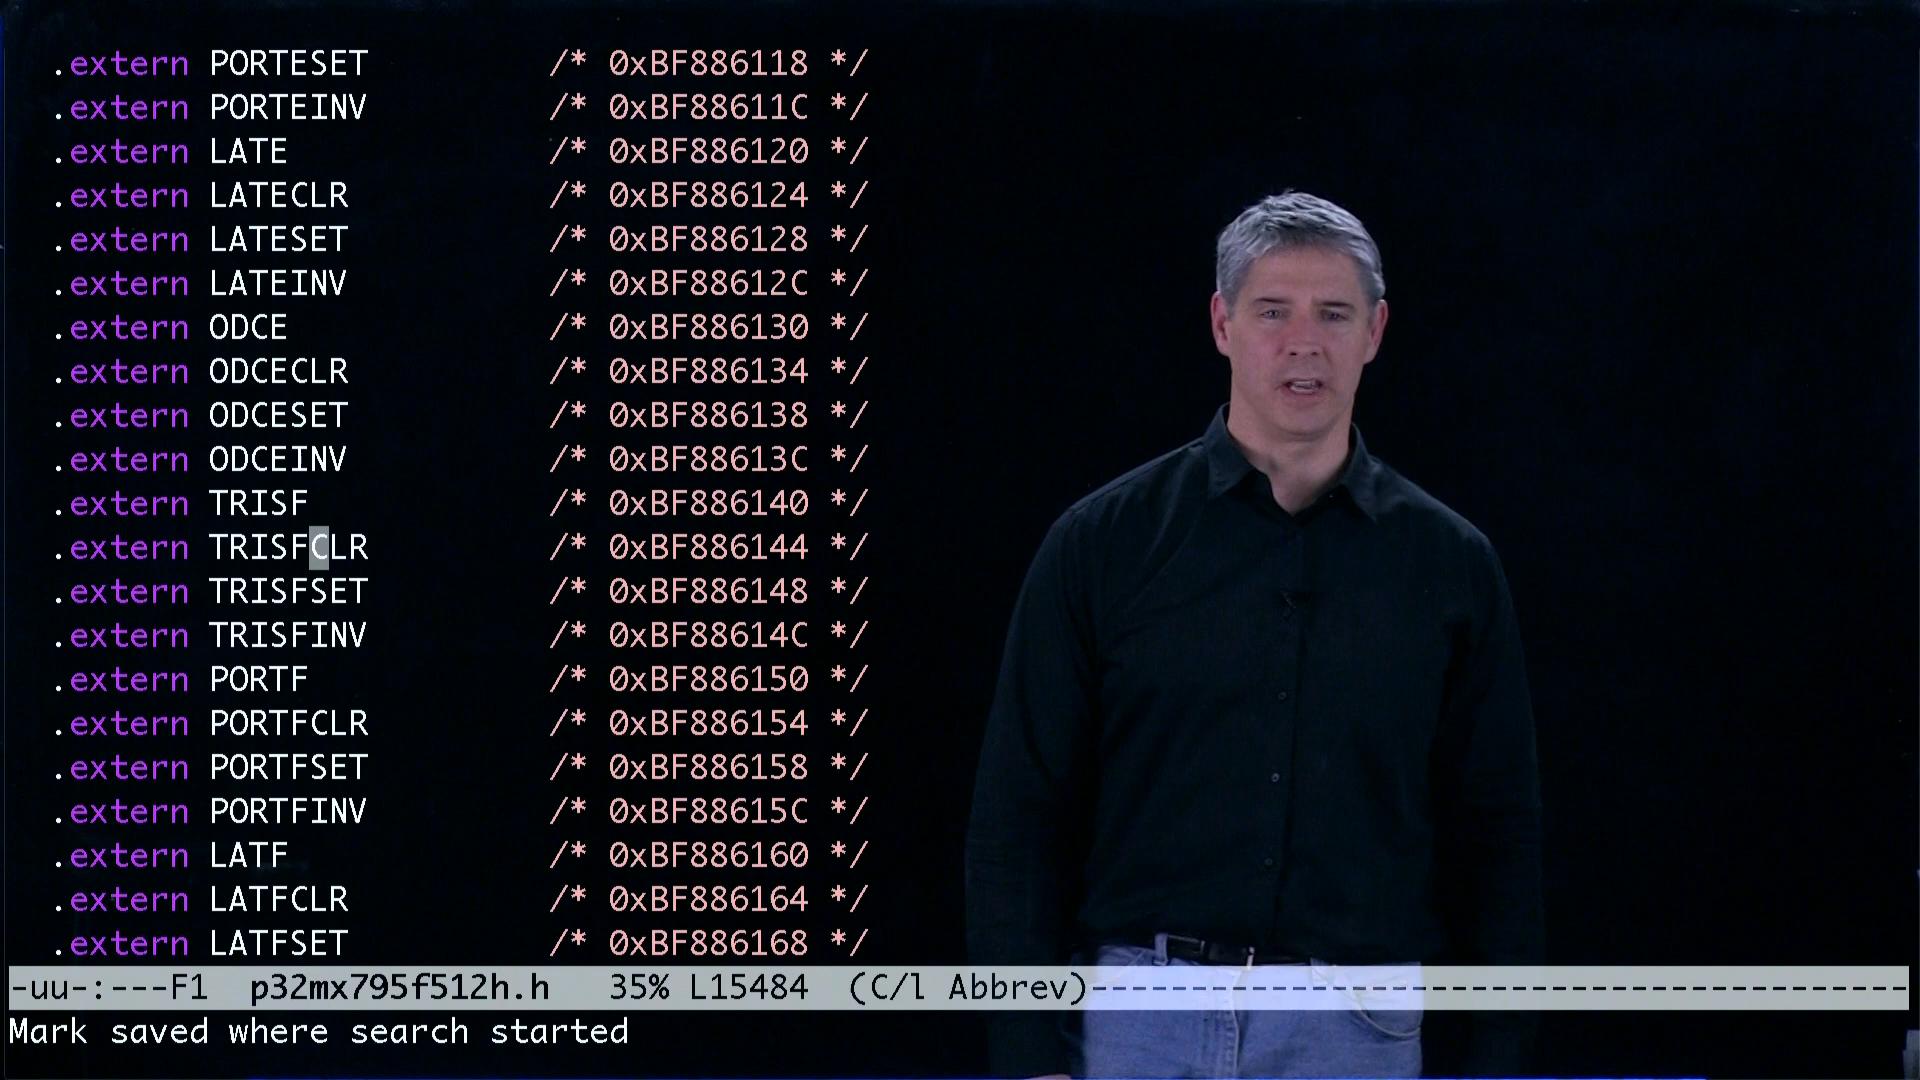 .extern PORTESET /* 0xBF886118 */
.extern PORTEINV /* 0xBF88611C */
.extern LATE /* 0xBF886120 */
.extern LATECLR /* 0xBF886124 */
.extern LATESET /* 0xBF886128 */
.extern LATEINV /* 0xBF88612C */
.extern ODCE /* 0xBF886130 */
.extern ODCECLR /* 0xBF886134 */
.extern ODCESET /* 0xBF886138 */
.extern ODCEINV /* 0xBF88613C */
.extern TRISF /* 0xBF886140 */
.extern TRISFCLR /* 0xBF886144 */
.extern TRISFSET /* 0xBF886148 */
.extern TRISFINV /* 0xBF88614C */
.extern PORTF /* 0xBF886150 */
.extern PORTFCLR /* 0xBF886154 */
.extern PORTFSET /* 0xBF886158 */
.extern PORTFINV /* 0xBF88615C */
.extern LATF /* 0xBF886160 */
.extern LATFCLR /* 0xBF886164 */
.extern LATFSET /* 0xBF886168 */
-uu-:---F1 p32mx795f512h.h 35% L15484 (C/l Abbrev)-----------------------------------------
Mark saved where search started